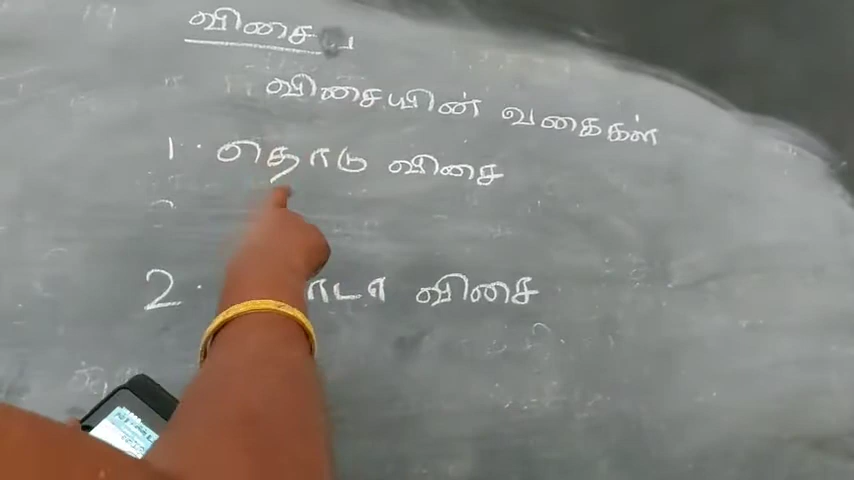 விசை
விசையின் வகைகள்
1. தொடு விசை
2. விசை